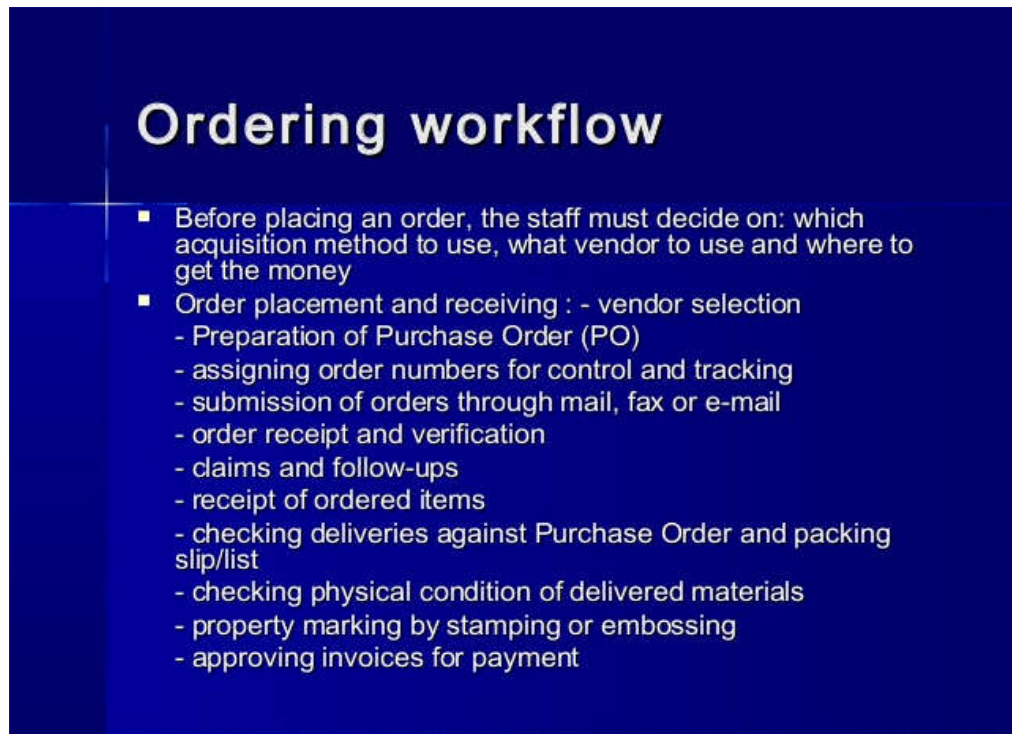 Ordering workflow
Before placing an order, the staff must decide on: which
acquisition method to use, what vendor to use and where to
get the money
Order placement and receiving : - vendor selection
- Preparation of Purchase Order (PO)
- assigning order numbers for control and tracking
- submission of orders through mail, fax or e-mail
- order receipt and verification
- claims and follow-ups
- receipt of ordered items
- checking deliveries against Purchase Order and packing
slip/list
- checking physical condition of delivered materials
- property marking by stamping or embossing
- approving invoices for payment